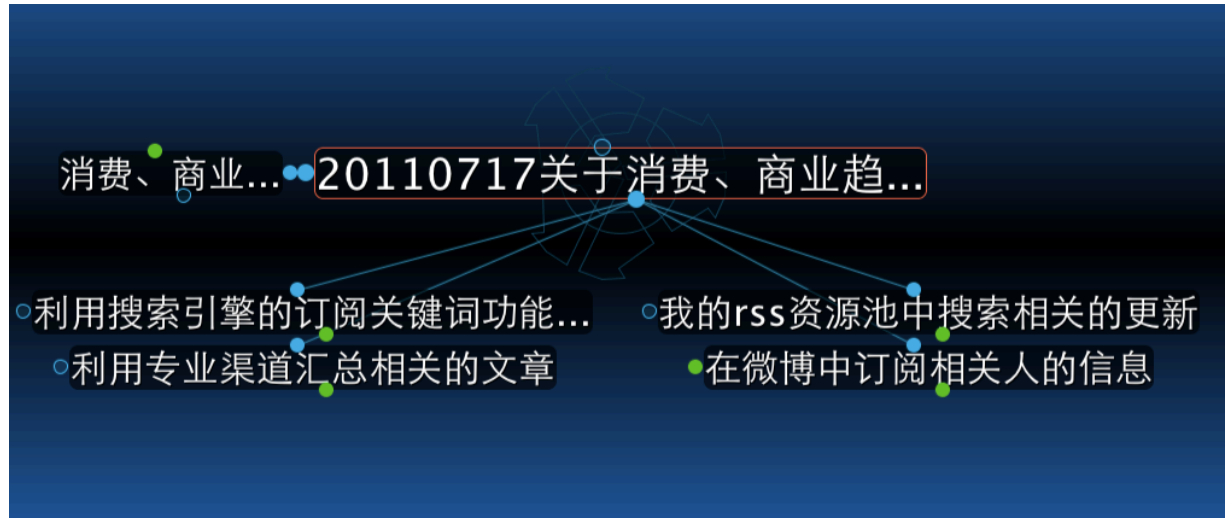 消费、商业...
20110717关于消费、商业趋...
利用搜索引擎的订阅关键词功能...
我的rss资源池中搜索相关的更新
利用专业渠道汇总相关的文章
在微博中订阅相关人的信息